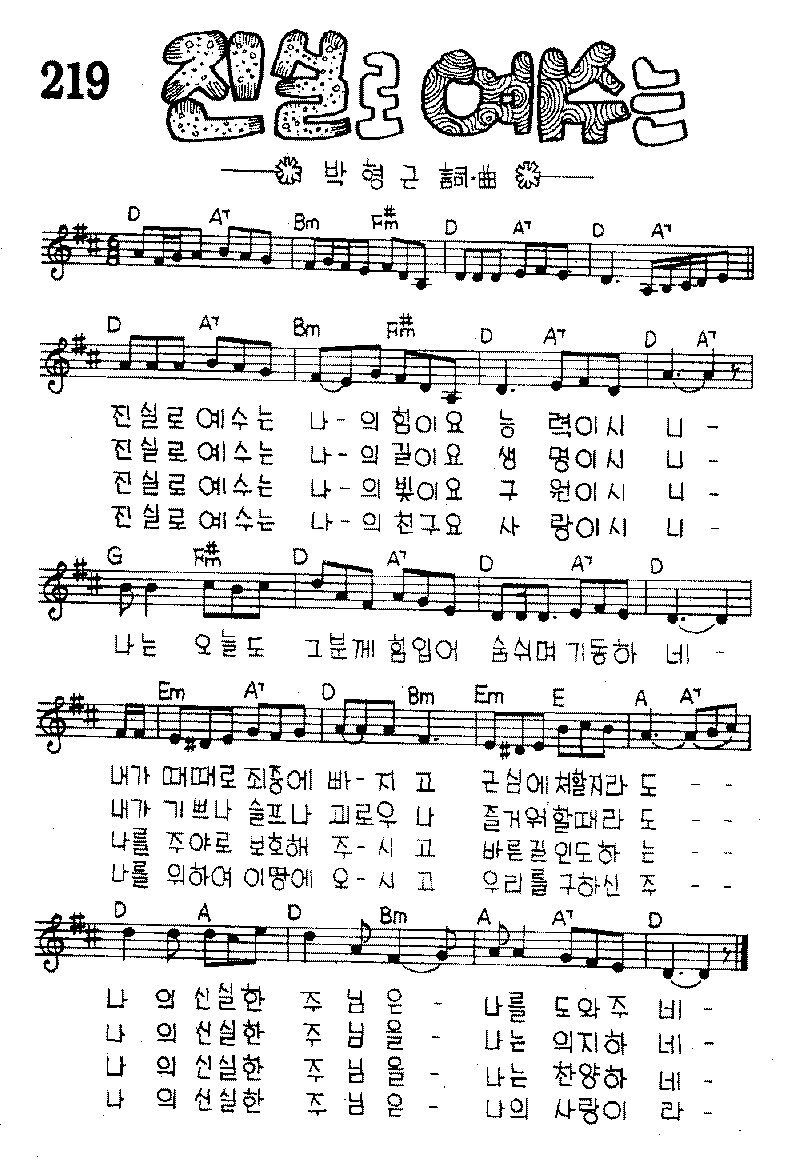 219
진실로 예수는
박형근 詞·曲
D A7 Bm F#m D A7 D A7
D A7 Bm F#m D A7 D A7
진실로 예수는 나-의 힘이요 능 력이시 니 -
진실로 예수는 나-의 길이요 생 명이시 니 -
진실로 예수는 나-의 빛이요 구 원이시 니 -
진실로 예수는 나-의 친구요 사 랑이시 니 -
G F#m D A7 D A7 D
나는 오늘도 그분께 힘입어 숨쉬며 기동하 네 -
Em A7 D Bm Em E A A7
내가 때때로 죄중에 바-지 고 근심에 처할지라 도 - -
내가 기쁘나 슬프나 괴로우 나 즐거워할때라 도 - -
나를 주야로 보호해 주-시 고 바른길 인도하 는 - -
나를 위하여 이땅에 오-시 고 우리를 구하신 주 - -
D A D Bm A A7 D
나 의 신실한 주 님은 - 나를 도와주 네 -
나 의 신실한 주 님을 - 나는 의지하 네 -
나 의 신실한 주 님을 - 나는 찬양하 네 -
나 의 신실한 주 님은 - 나의 사랑이 라 -